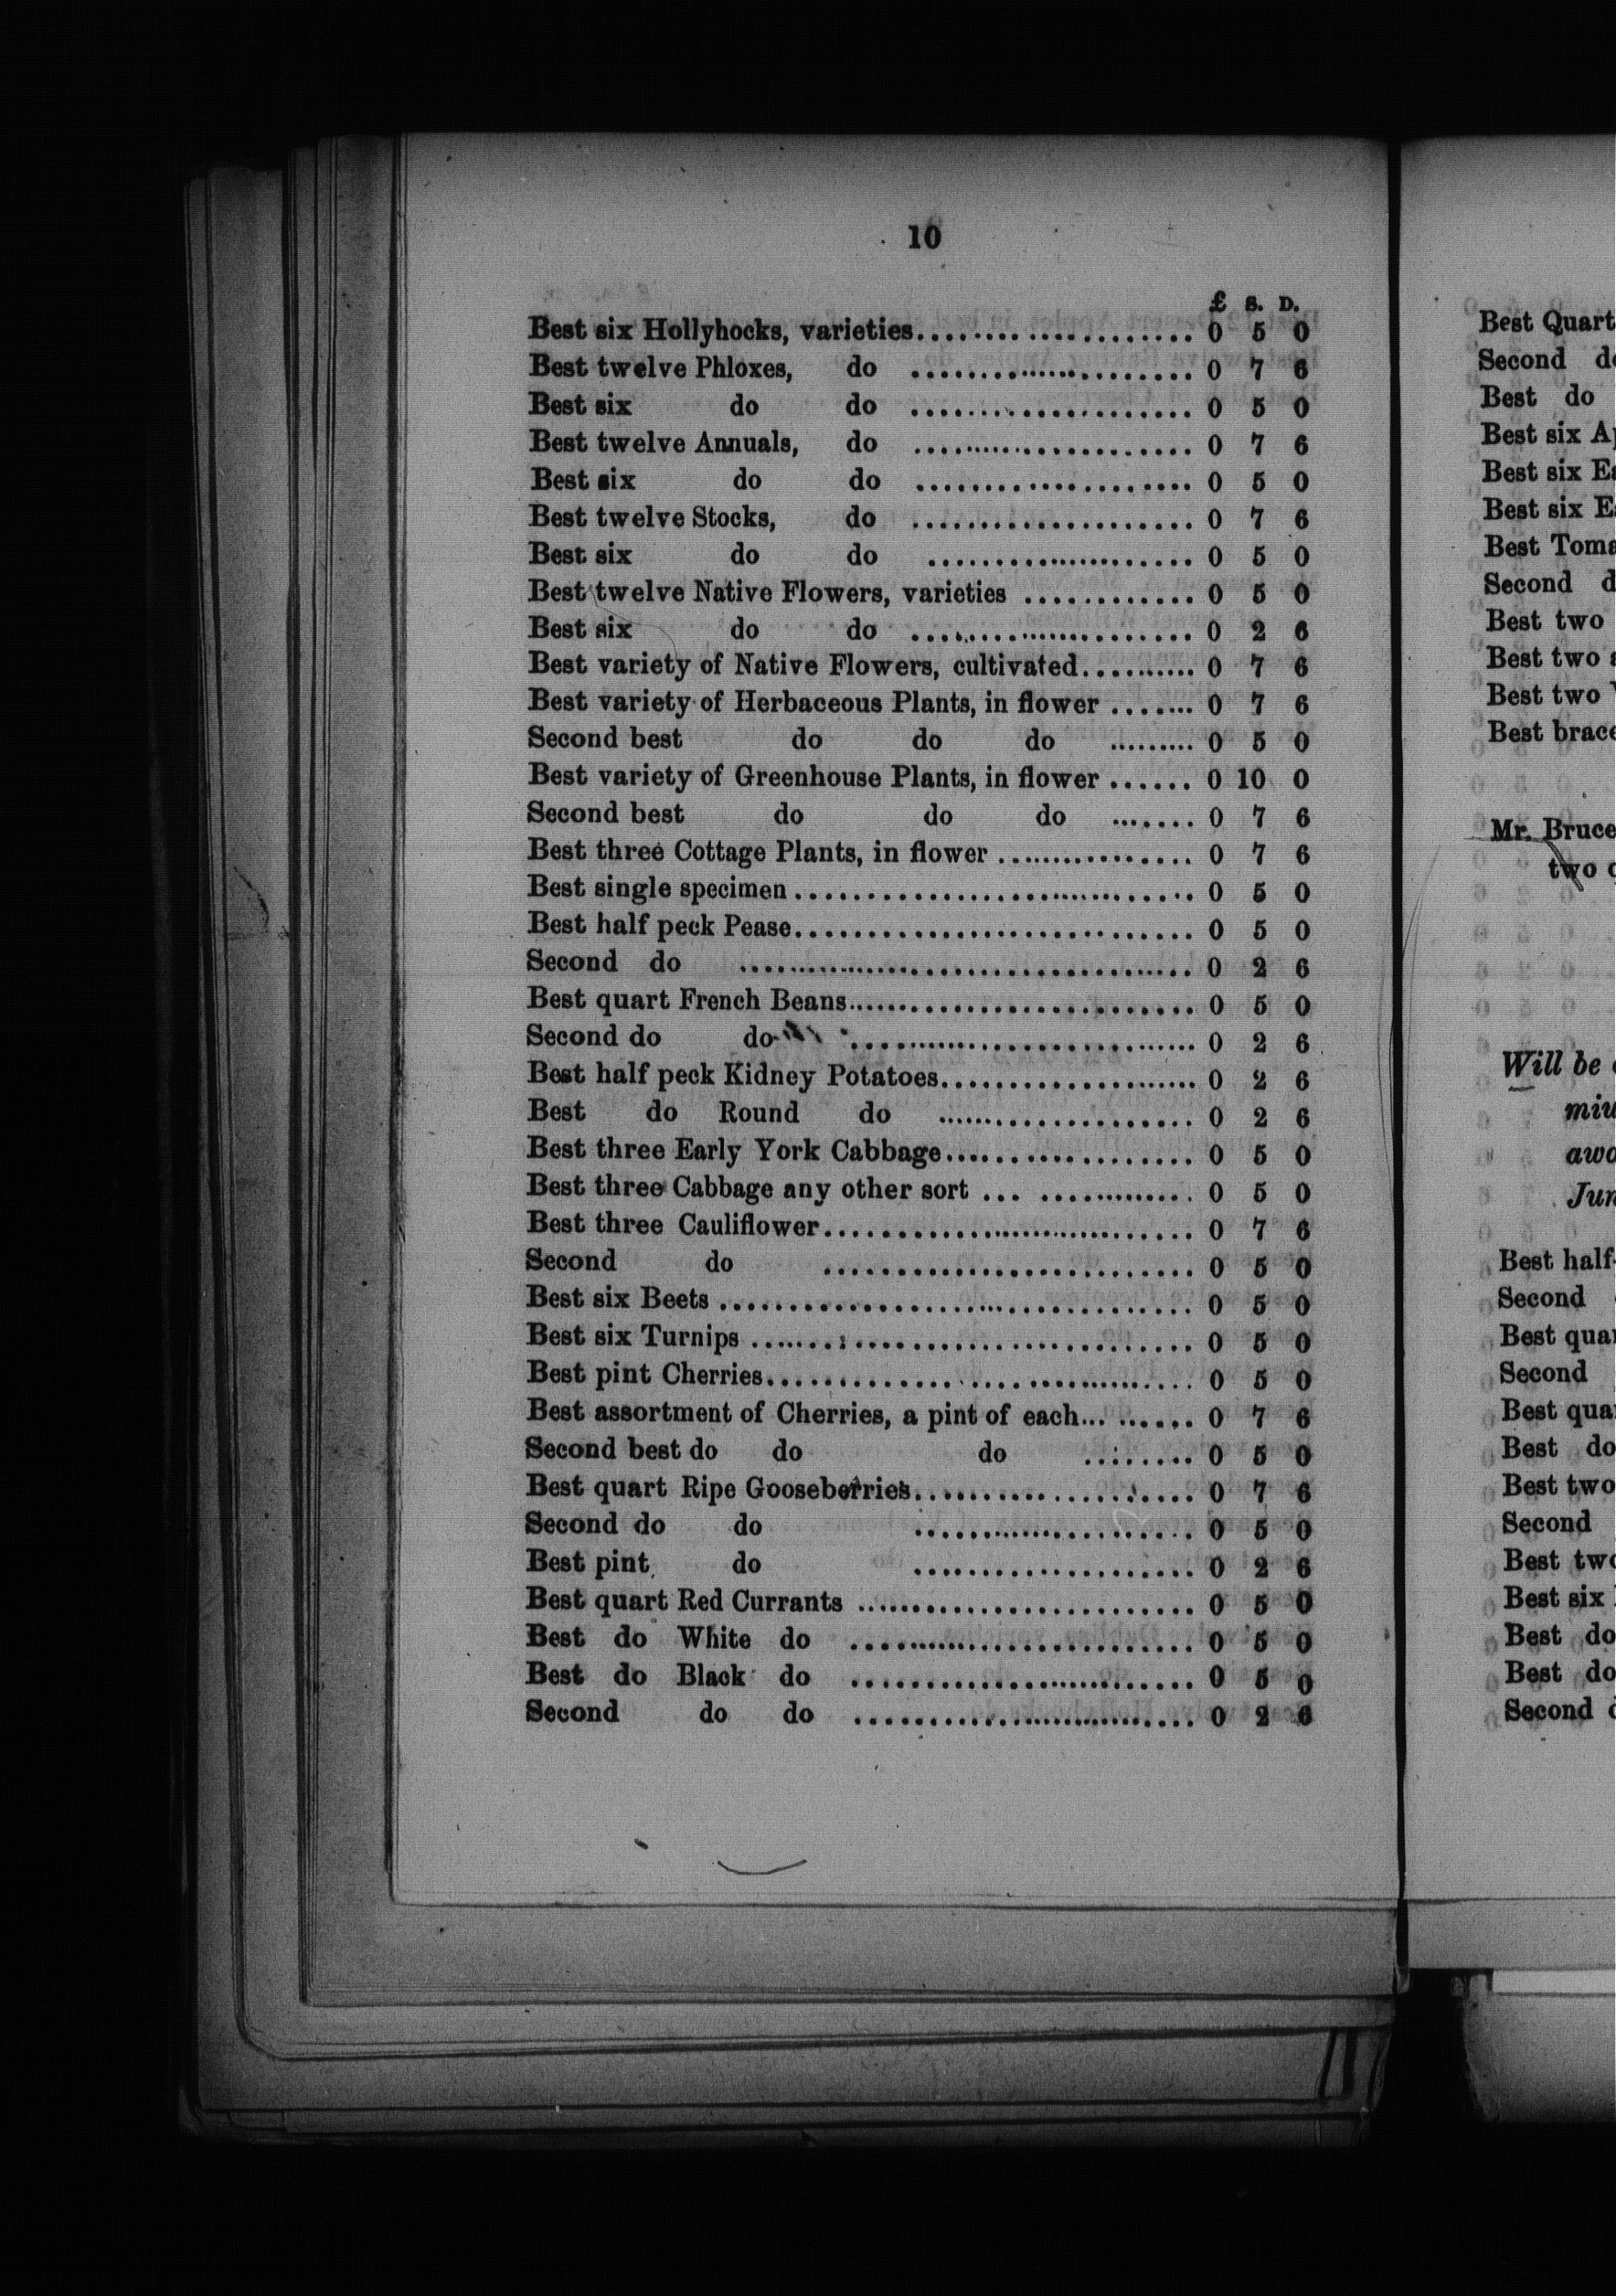 10
£ S. D.
Best six Hollyhocks, varieties.................... 0 5 0
Best twelve Phloxes, do .................... 0 7 6
Best six do do .................... 0 5 0
Best twelve Annuals, do .................... 0 7 6
Best six do do .................... 0 5 0
Best twelve Stocks, do .................... 0 7 6
Best six do do .................... 0 5 0
Best twelve Native Flowers, varieties ............ 0 5 0
Best six do do .................... 0 2 6
Best variety of Native Flowers, cultivated.......... 0 7 6
Best variety of Herbaceous Plants, in flower ....... 0 7 6
Second best do do do ......... 0 5 0
Best variety of Greenhouse Plants, in flower ...... 0 10 0
Second best do do do ....... 0 7 6
Best three Cottage Plants, in flower ................ 0 7 6
Best single specimen .............................. 0 5 0
Best half peck Pease.............................. 0 5 0
Second do .................................. 0 2 6
Best quart French Beans.......................... 0 5 0
Second do do .......................... 0 2 6
Best half peck Kidney Potatoes.................... 0 2 6
Best do Round do .................... 0 2 6
Best three Early York Cabbage.................. 0 5 0
Best three Cabbage any other sort ... ............ 0 5 0
Best three Cauliflower............................ 0 7 6
Second do ............................ 0 5 0
Best six Beets .................................. 0 5 0
Best six Turnips ................................ 0 5 0
Best pint Cherries................................ 0 5 0
Best assortment of Cherries, a pint of each... ...... 0 7 6
Second best do do do ........ 0 5 0
Best quart Ripe Gooseberries.................... 0 7 6
Second do do .................... 0 5 0
Best pint do .................... 0 2 6
Best quart Red Currants ........................ 0 5 0
Best do White do ........................ 0 5 0
Best do Black do ........................ 0 5 0
Second do do ........................ 0 2 6
Best Quart
Second
Best do
Best six
Best six
Best six
Best
Second
Best two
Best two
Best two
Best
Mr. Bruce
two
Will be
Best half-
Second
Best
Second
Best
Best do
Best two
Second
Best two
Best six
Best do
Best do
Second